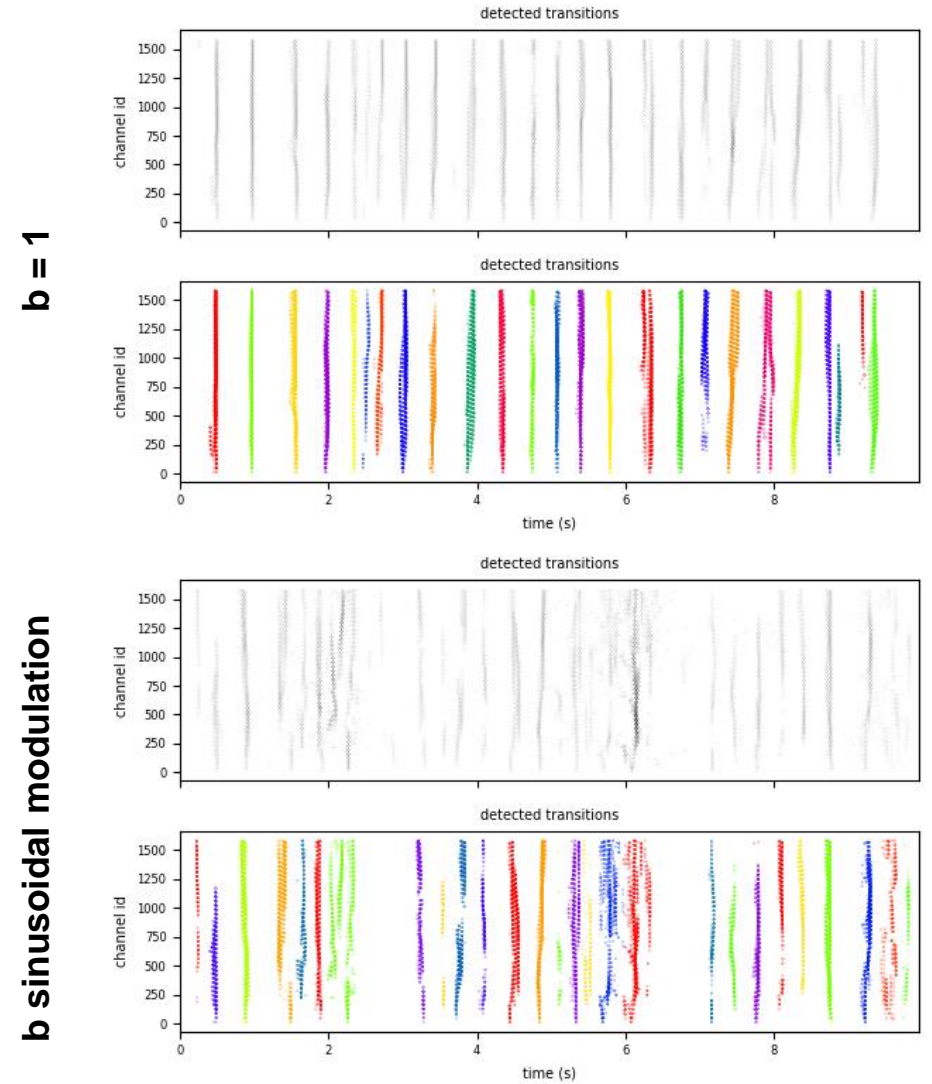 b = 1
detected transitions
channel id
1500
1250
1000
750
500
250
0
detected transitions
channel id
1500
1250
1000
750
500
250
0
0 2 4 6 8
time (s)
b sinusoidal modulation
detected transitions
channel id
1500
1250
1000
750
500
250
0
detected transitions
channel id
1500
1250
1000
750
500
250
0
0 2 4 6 8
time (s)